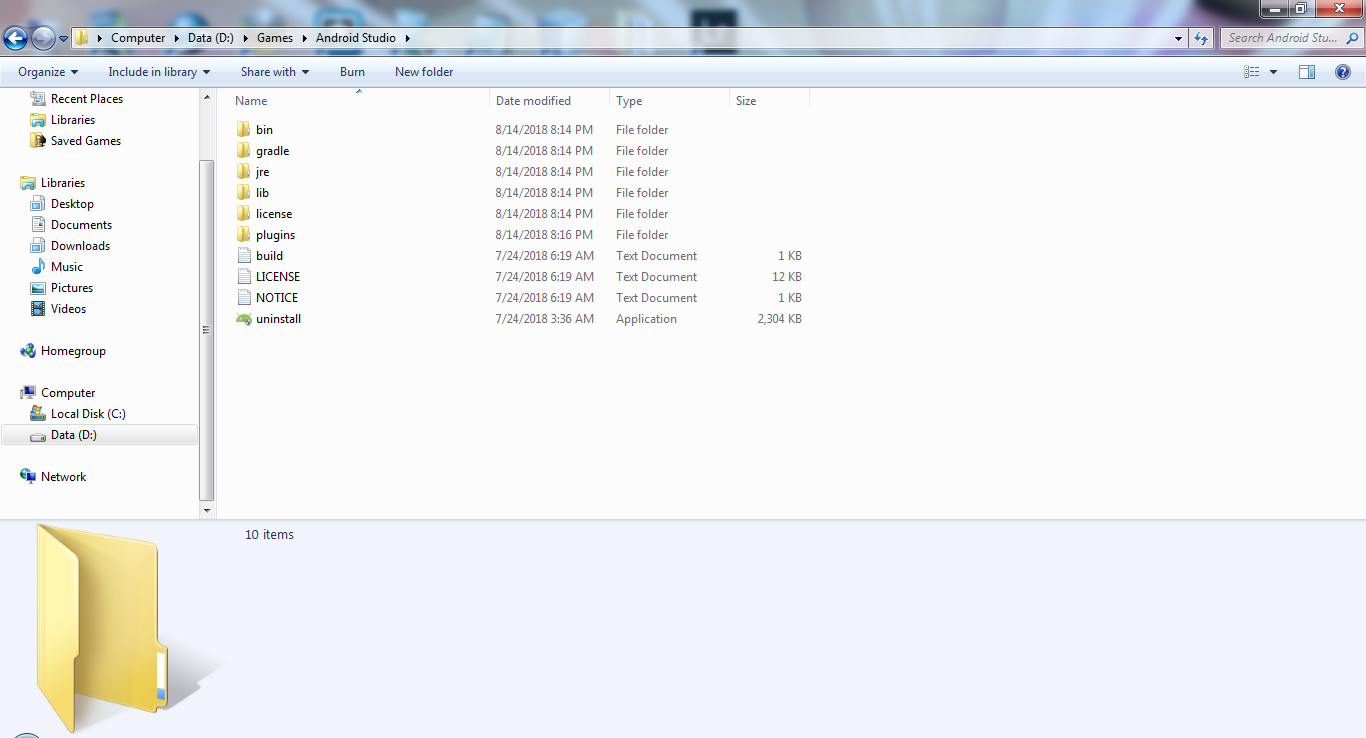 Computer Data (D:) Games Android Studio Search Android Stu...
Organize Include in library Share with Burn New folder
Recent Places
Libraries
Saved Games
Libraries
Desktop
Documents
Downloads
Music
Pictures
Videos
Homegroup
Computer
Local Disk (C:)
Data (D:)
Network
Name Date modified Type Size
bin 8/14/2018 8:14 PM File folder
gradle 8/14/2018 8:14 PM File folder
jre 8/14/2018 8:14 PM File folder
lib 8/14/2018 8:14 PM File folder
license 8/14/2018 8:14 PM File folder
plugins 8/14/2018 8:16 PM File folder
build 7/24/2018 6:19 AM Text Document 1 KB
LICENSE 7/24/2018 6:19 AM Text Document 12 KB
NOTICE 7/24/2018 6:19 AM Text Document 1 KB
uninstall 7/24/2018 3:36 AM Application 2,304 KB
10 items